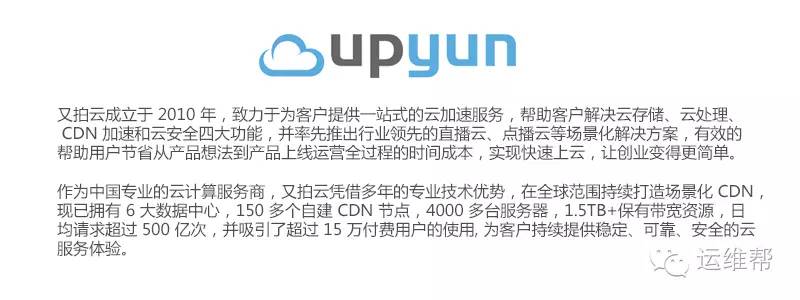 upyun
又拍云成立于 2010 年，致力于为客户提供一站式的云加速服务，帮助客户解决云存储、云处理、
CDN 加速和云安全四大功能，并率先推出行业领先的直播云、点播云等场景化解决方案，有效的
帮助用户节省从产品想法到产品上线运营全过程的时间成本，实现快速上云，让创业变得更简单。
作为中国专业的云计算服务商，又拍云凭借多年的专业技术优势，在全球范围持续打造场景化 CDN，
现已拥有 6 大数据中心，150 多个自建 CDN 节点，4000 多台服务器，1.5TB+保有带宽资源，日
均请求超过 500 亿次，并吸引了超过 15 万付费用户的使用, 为客户持续提供稳定、可靠、安全的云
服务体验。
运维帮